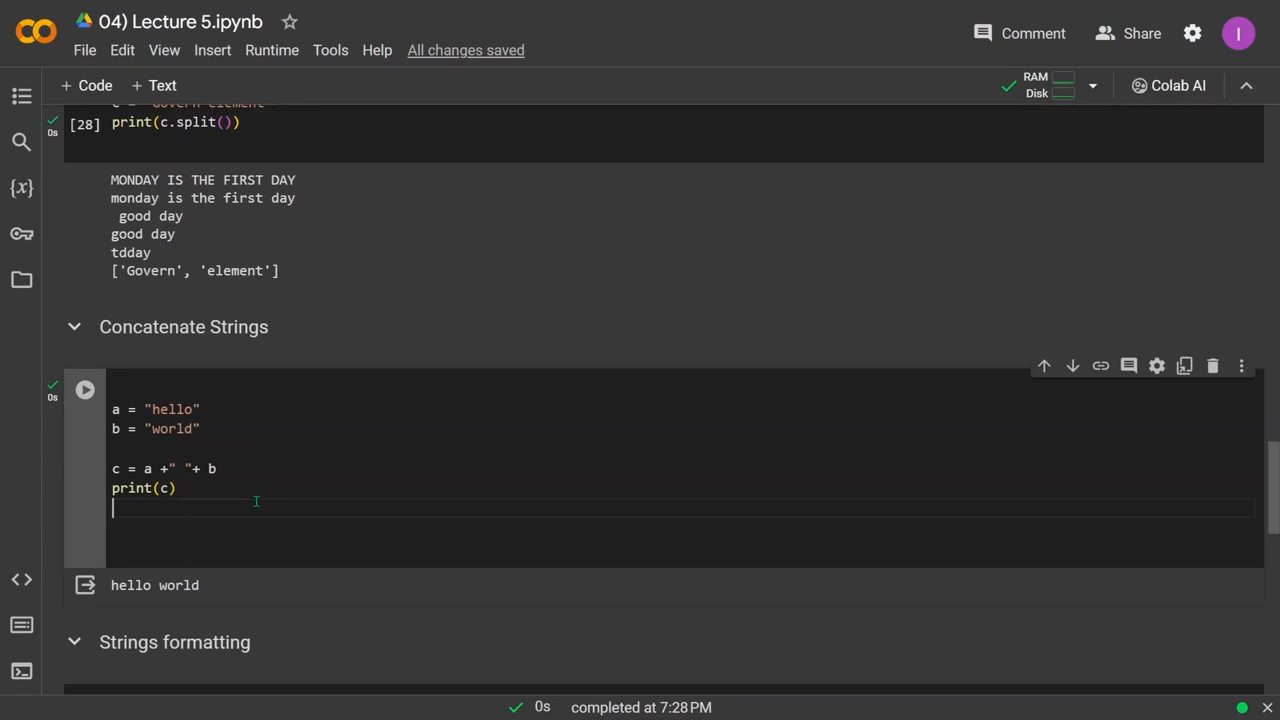 04) Lecture 5.ipynb
File Edit View Insert Runtime Tools Help All changes saved
Comment Share I
+ Code + Text
RAM
Disk
Colab AI
print(c.split())
[28]
0s
MONDAY IS THE FIRST DAY
monday is the first day
good day
good day
tdday
['Govern', 'element']
Concatenate Strings
0s
a = "hello"
b = "world"
c = a +" "+ b
print(c)
hello world
Strings formatting
0s completed at 7:28 PM